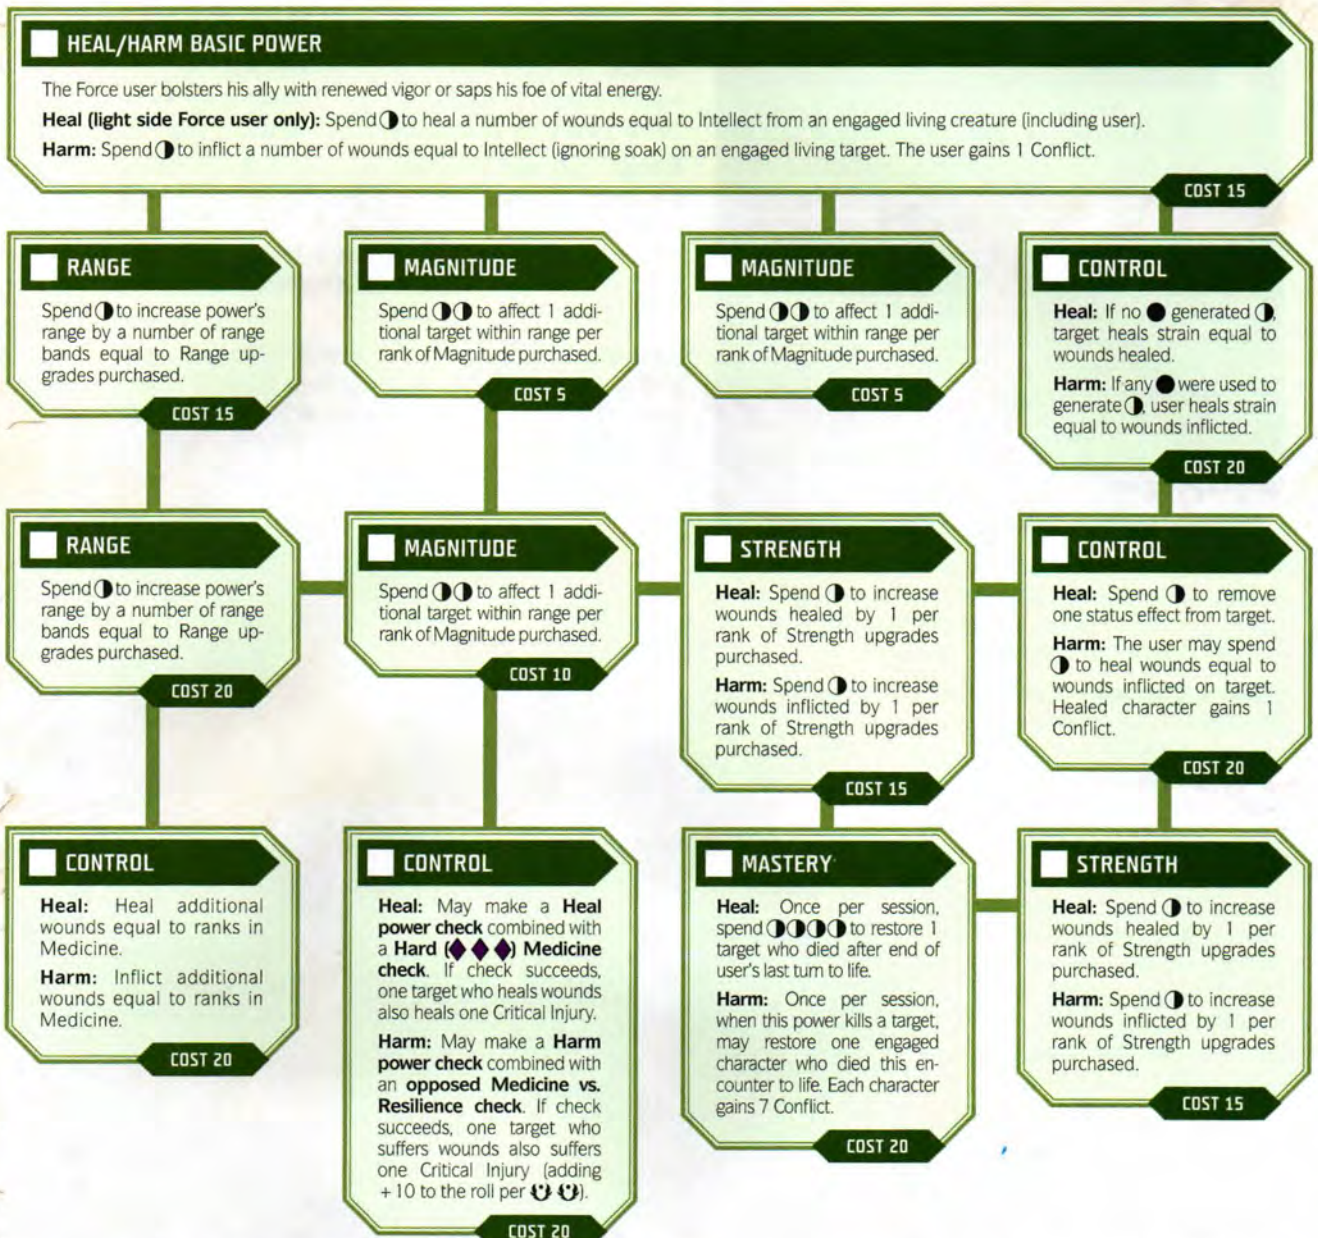 HEAL/HARM BASIC POWER
The Force user bolsters his ally with renewed vigor or saps his foe of vital energy.
Heal (light side Force user only): Spend ◑ to heal a number of wounds equal to Intellect from an engaged living creature (including user).
Harm: Spend ◑ to inflict a number of wounds equal to Intellect (ignoring soak) on an engaged living target. The user gains 1 Conflict.
COST 15
RANGE
Spend ◑ to increase power's
range by a number of range
bands equal to Range up-
grades purchased.
COST 15
MAGNITUDE
Spend ◑◑ to affect 1 addi-
tional target within range per
rank of Magnitude purchased.
COST 5
MAGNITUDE
Spend ◑◑ to affect 1 addi-
tional target within range per
rank of Magnitude purchased.
COST 5
CONTROL
Heal: If no ● generated ◑,
target heals strain equal to
wounds healed.
Harm: If any ● were used to
generate ◑, user heals strain
equal to wounds inflicted.
COST 20
RANGE
Spend ◑ to increase power's
range by a number of range
bands equal to Range up-
grades purchased.
COST 20
MAGNITUDE
Spend ◑◑ to affect 1 addi-
tional target within range per
rank of Magnitude purchased.
COST 10
STRENGTH
Heal: Spend ◑ to increase
wounds healed by 1 per
rank of Strength upgrades
purchased.
Harm: Spend ◑ to increase
wounds inflicted by 1 per
rank of Strength upgrades
purchased.
COST 15
CONTROL
Heal: Spend ◑ to remove
one status effect from target.
Harm: The user may spend
◑ to heal wounds equal to
wounds inflicted on target.
Healed character gains 1
Conflict.
COST 20
CONTROL
Heal: Heal additional
wounds equal to ranks in
Medicine.
Harm: Inflict additional
wounds equal to ranks in
Medicine.
COST 20
CONTROL
Heal: May make a Heal
power check combined with
a Hard (◆ ◆ ◆) Medicine
check. If check succeeds,
one target who heals wounds
also heals one Critical Injury.
Harm: May make a Harm
power check combined with
an opposed Medicine vs.
Resilience check. If check
succeeds, one target who
suffers wounds also suffers
one Critical Injury (adding
+10 to the roll per ).
COST 20
MASTERY
Heal: Once per session,
spend ◑◑◑◑ to restore 1
target who died after end of
user's last turn to life.
Harm: Once per session,
when this power kills a target,
may restore one engaged
character who died this en-
counter to life. Each character
gains 7 Conflict.
COST 20
STRENGTH
Heal: Spend ◑ to increase
wounds healed by 1 per
rank of Strength upgrades
purchased.
Harm: Spend ◑ to increase
wounds inflicted by 1 per
rank of Strength upgrades
purchased.
COST 15